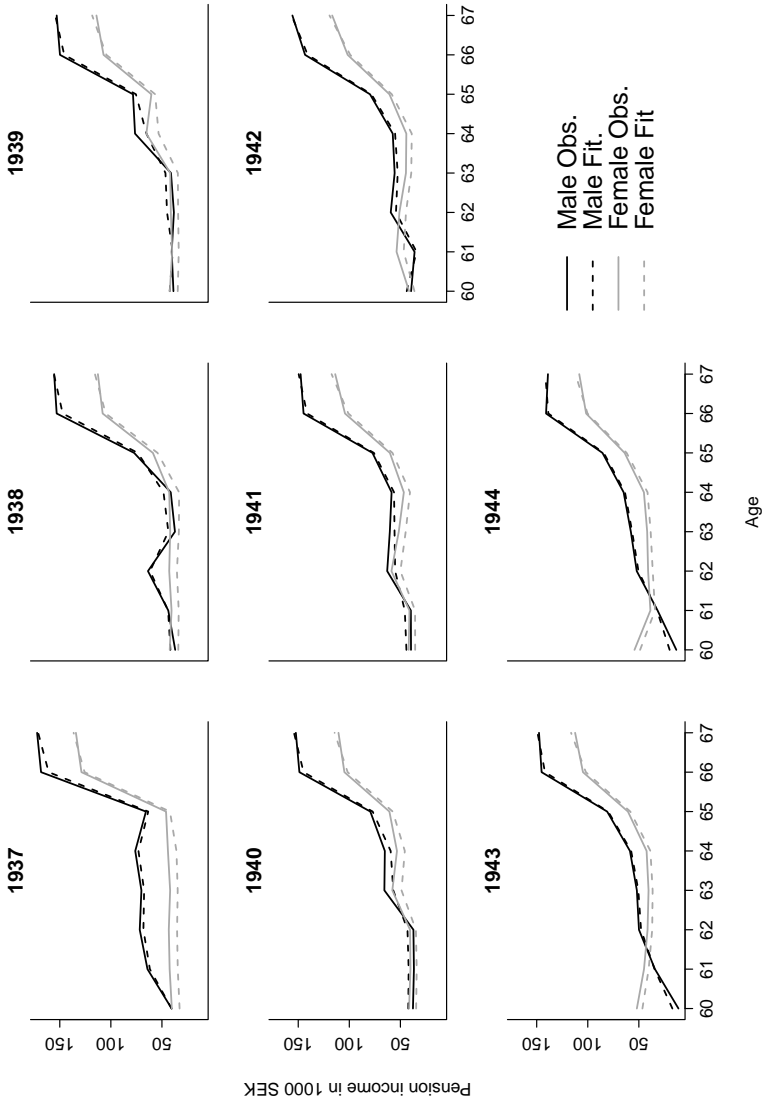 1937
1938
1939
50
100
150
1940
1941
1942
50
100
150
60 61 62 63 64 65 66 67
1943
1944
50
100
150
60 61 62 63 64 65 66 67
60 61 62 63 64 65 66 67
Male Obs.
Male Fit.
Female Obs.
Female Fit
Age
Pension income in 1000 SEK